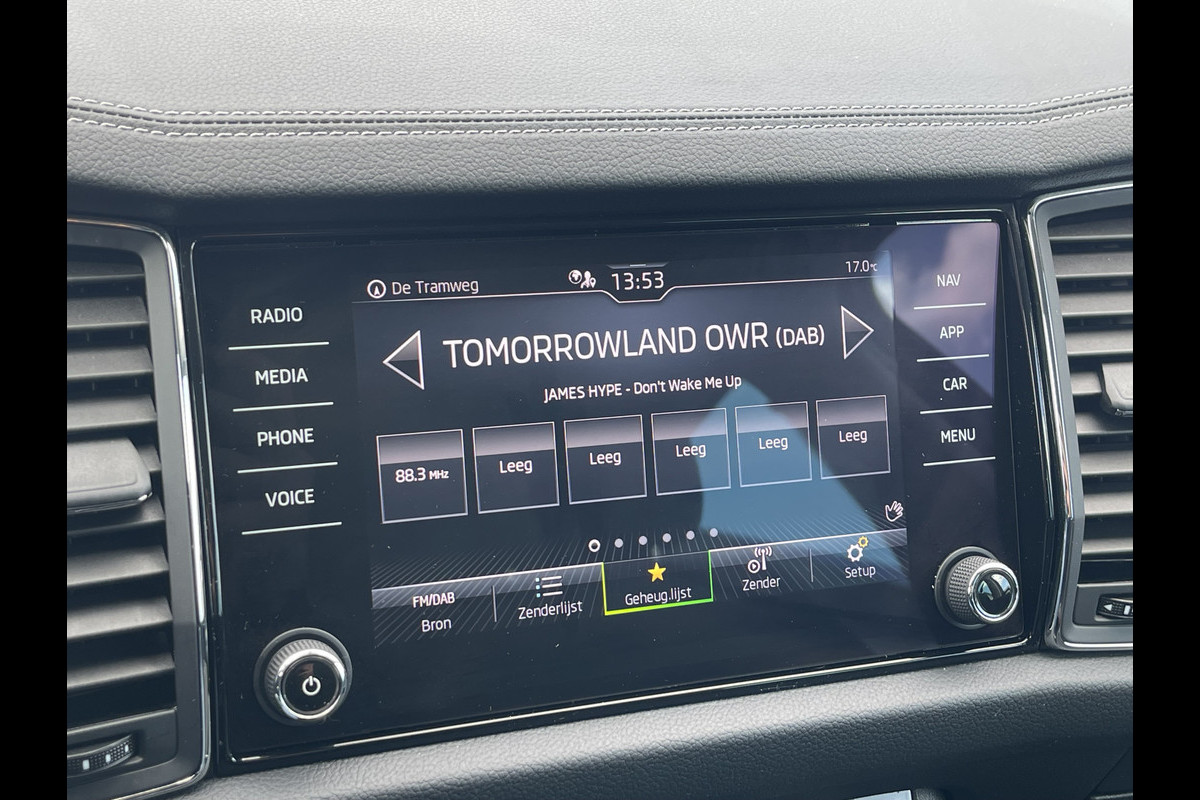 De Tramweg
13:53
17.0°C
TOMORROWLAND OWR (DAB)
JAMES HYPE - Don't Wake Me Up
88.3 MHz
Leeg
Leeg
Leeg
Leeg
Leeg
FM/DAB
Bron
Zenderlijst
Geheug.lijst
Zender
Setup
RADIO
MEDIA
PHONE
VOICE
NAV
APP
CAR
MENU